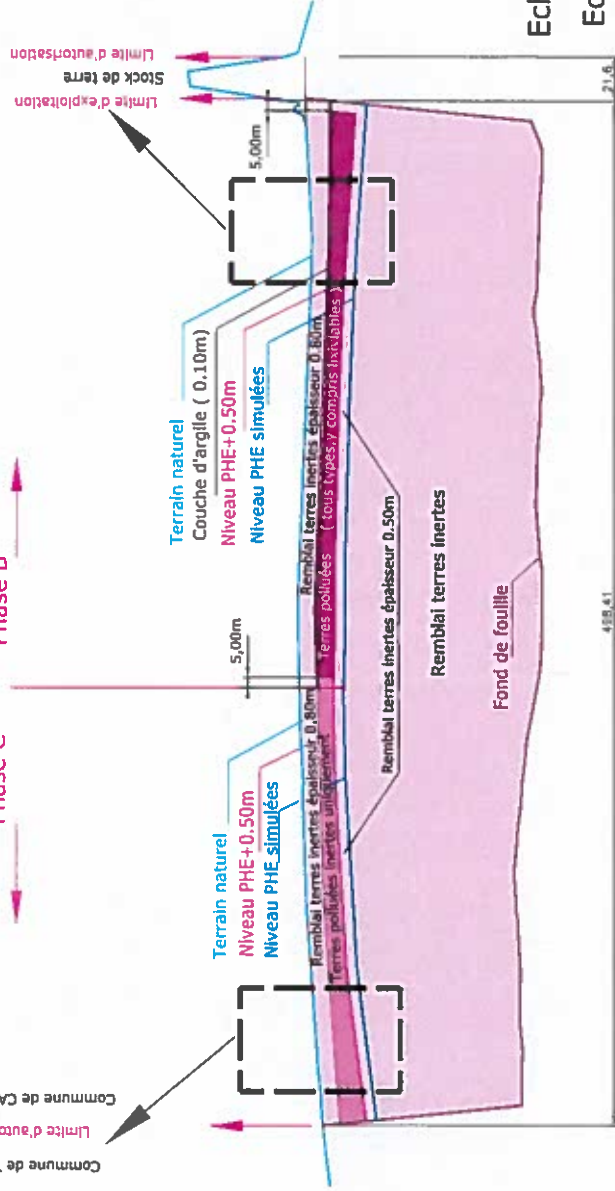 Phase C
Phase D
Commune de
Limite d'auto
Commune de CA
Limite d'exploitation
Stock de terre
Limite d'autorisation
5,00m
5,00m
Terrain naturel
Couche d'argile ( 0.10m)
Niveau PHE+0.50m
Niveau PHE simulées
Terrain naturel
Niveau PHE+0.50m
Niveau PHE simulées
Remblai terres inertes épaisseur 0.80m
Terres polluées inertes uniquement
Remblai terres inertes épaisseur 0.80m
Terres polluées ( tous types,y compris lixiviables )
Remblai terres inertes épaisseur 0.50m
Remblai terres inertes
Fond de fouille
498,41
21,6
Ech
Ec